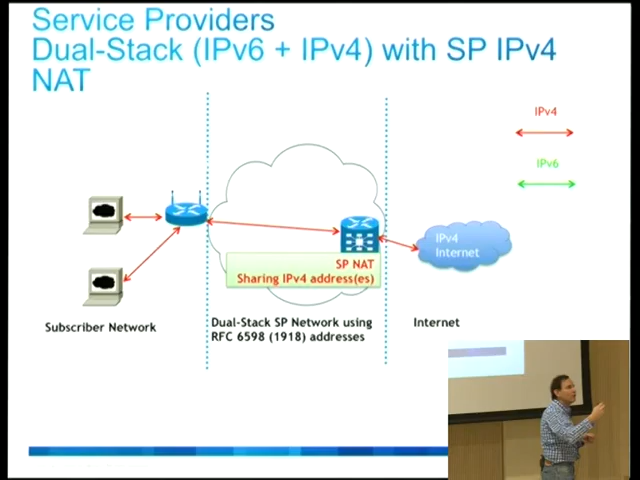 Service Providers
Dual-Stack (IPv6 + IPv4) with SP IPv4
NAT
IPv4
IPv6
IPv4
Internet
SP NAT
Sharing IPv4 address(es)
Subscriber Network
Dual-Stack SP Network using
RFC 6598 (1918) addresses
Internet